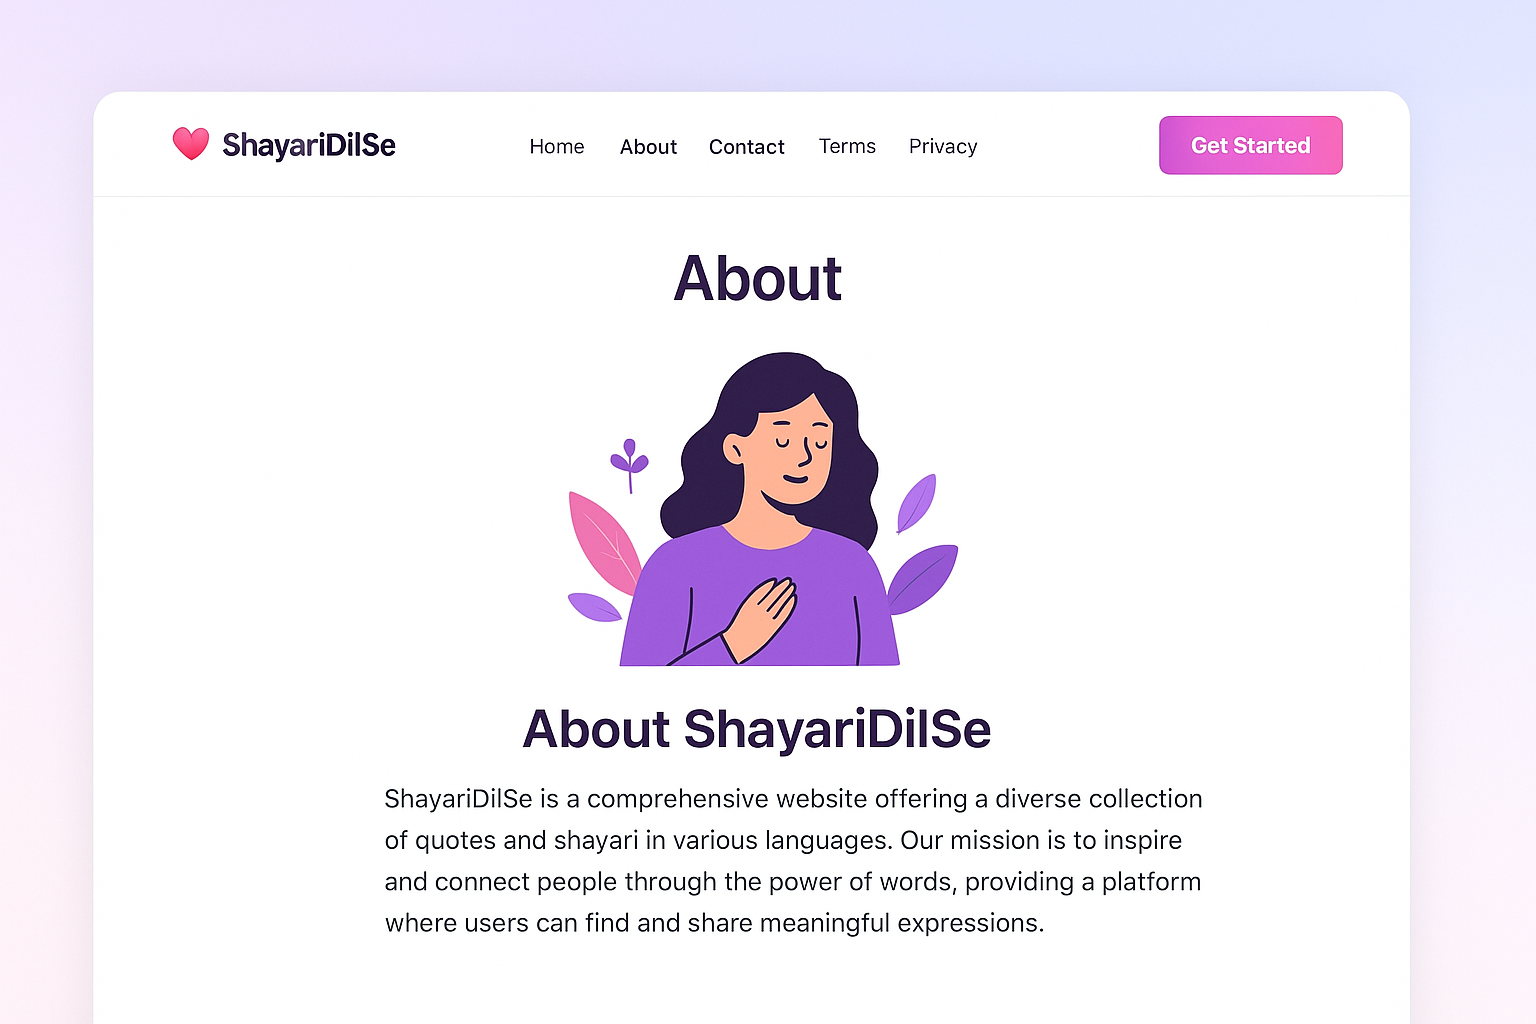 ShayariDilSe
Home About Contact Terms Privacy
Get Started
About
About ShayariDilSe
ShayariDilSe is a comprehensive website offering a diverse collection
of quotes and shayari in various languages. Our mission is to inspire
and connect people through the power of words, providing a platform
where users can find and share meaningful expressions.